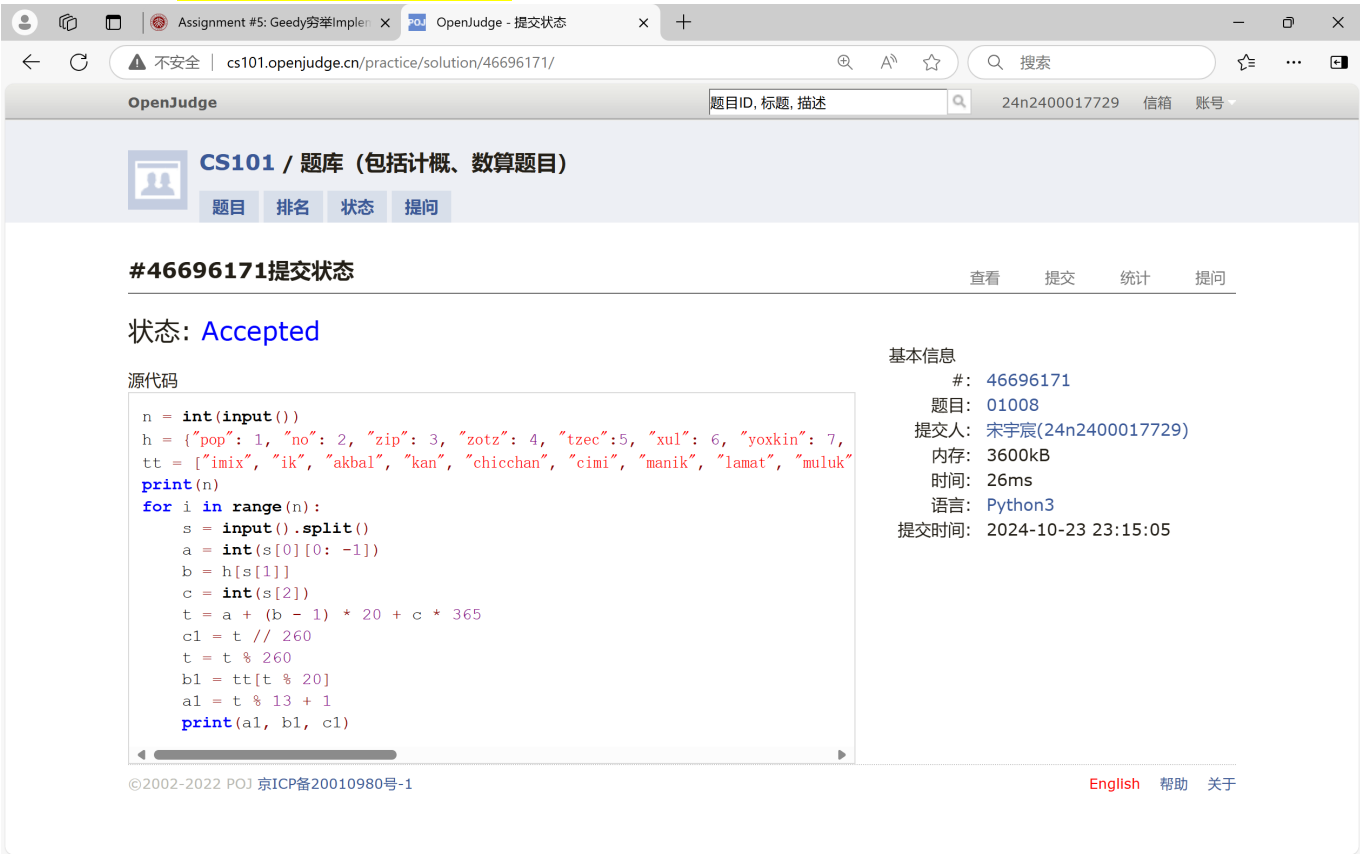 Assignment #5: Geedy穷举Implen
OpenJudge - 提交状态
不安全 cs101.openjudge.cn/practice/solution/46696171/
搜索
OpenJudge 题目ID, 标题, 描述 24n2400017729 信箱 账号
CS101 / 题库（包括计概、数算题目）
题目 排名 状态 提问
#46696171提交状态 查看 提交 统计 提问
状态: Accepted
源代码
n = int(input())
h = {"pop": 1, "no": 2, "zip": 3, "zotz": 4, "tzec":5, "xul": 6, "yoxkin": 7,
tt = ["imix", "ik", "akbal", "kan", "chicchan", "cimi", "manik", "lamat", "muluk"
print(n)
for i in range(n):
    s = input().split()
    a = int(s[0][0: -1])
    b = h[s[1]]
    c = int(s[2])
    t = a + (b - 1) * 20 + c * 365
    c1 = t // 260
    t = t % 260
    b1 = tt[t % 20]
    a1 = t % 13 + 1
    print(a1, b1, c1)
基本信息
#: 46696171
题目: 01008
提交人: 宋宇宸(24n2400017729)
内存: 3600kB
时间: 26ms
语言: Python3
提交时间: 2024-10-23 23:15:05
©2002-2022 POJ 京ICP备20010980号-1 English 帮助 关于